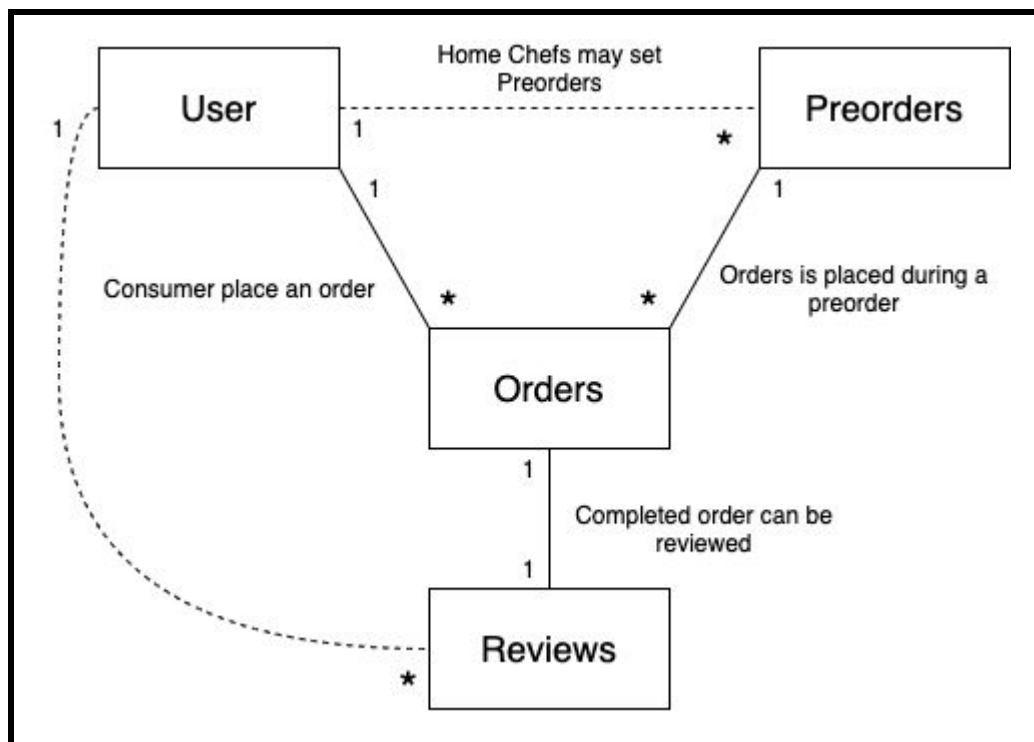 Home Chefs may set
Preorders
User
Preorders
1
1
*
1
1
Consumer place an order
*
*
Orders is placed during a
preorder
Orders
1
Completed order can be
reviewed
1
Reviews
*